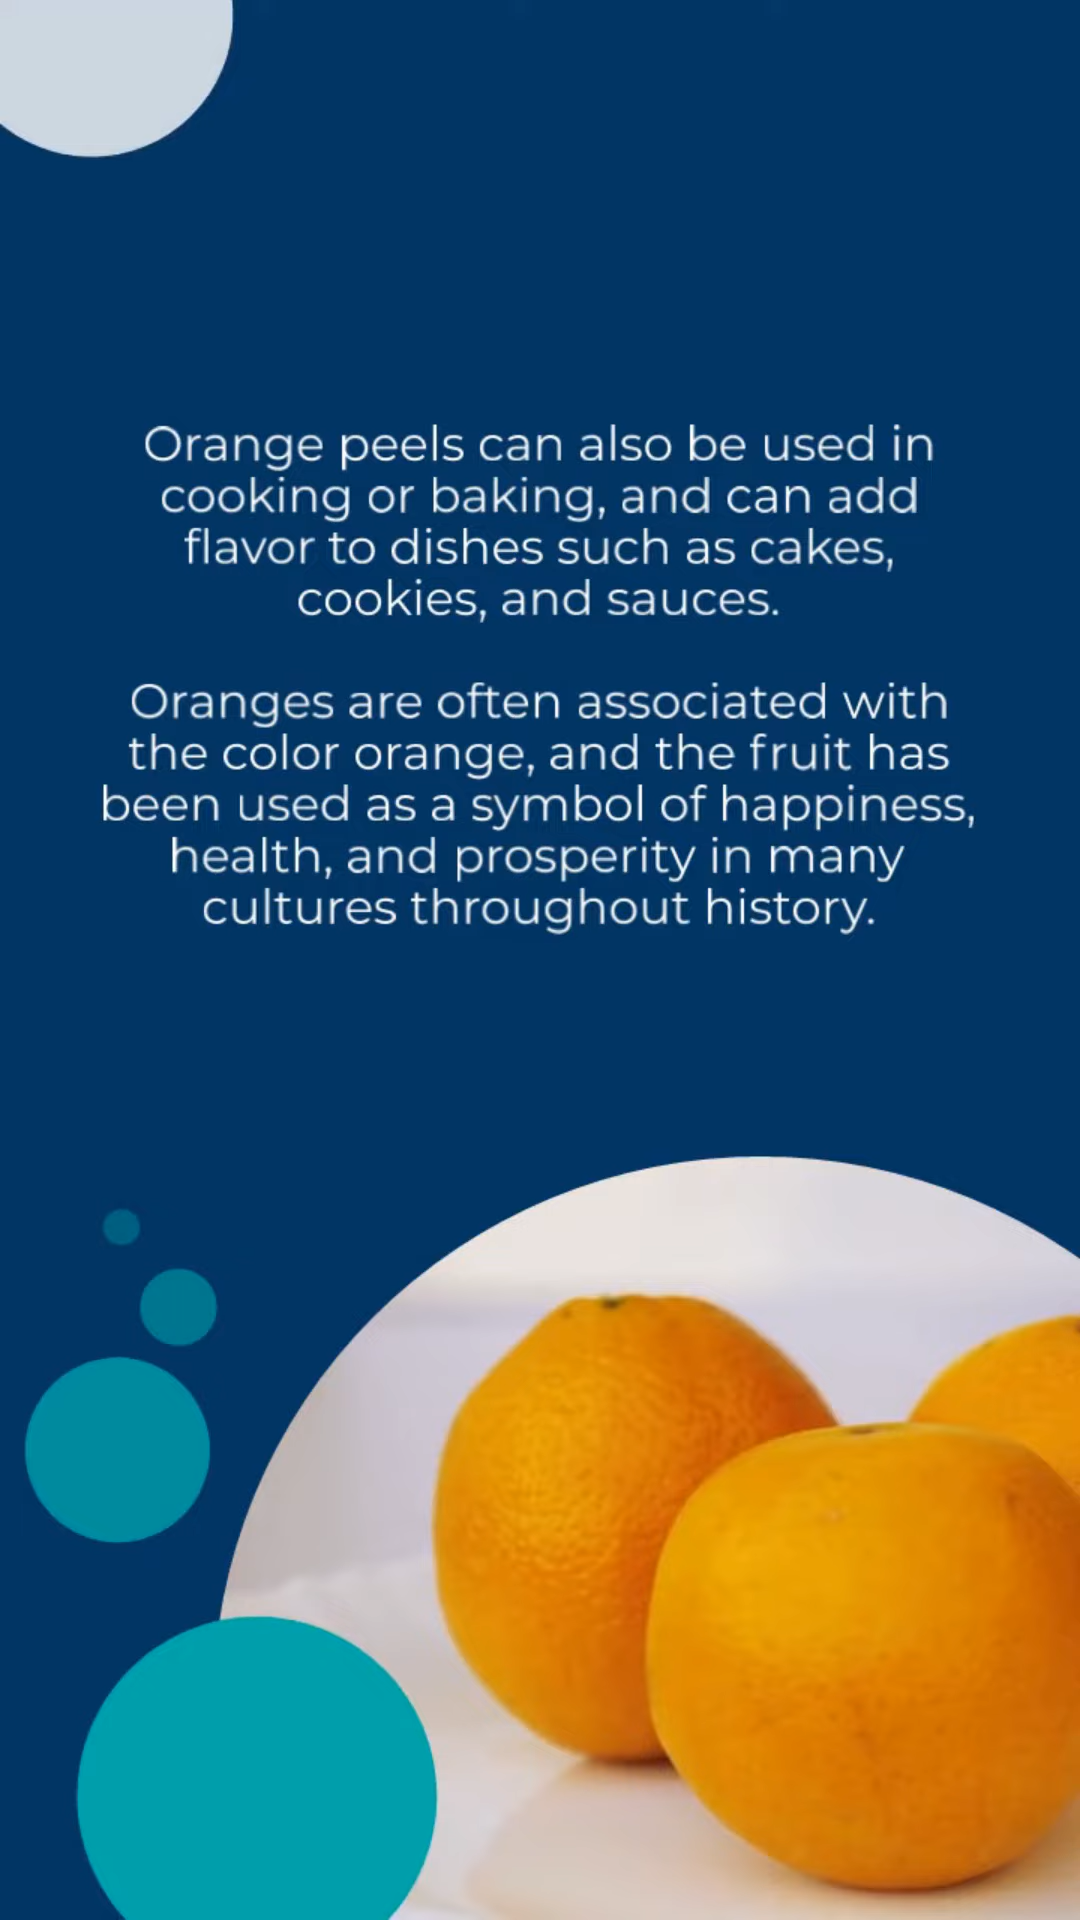 Orange peels can also be used in
cooking or baking, and can add
flavor to dishes such as cakes,
cookies, and sauces.
Oranges are often associated with
the color orange, and the fruit has
been used as a symbol of happiness,
health, and prosperity in many
cultures throughout history.